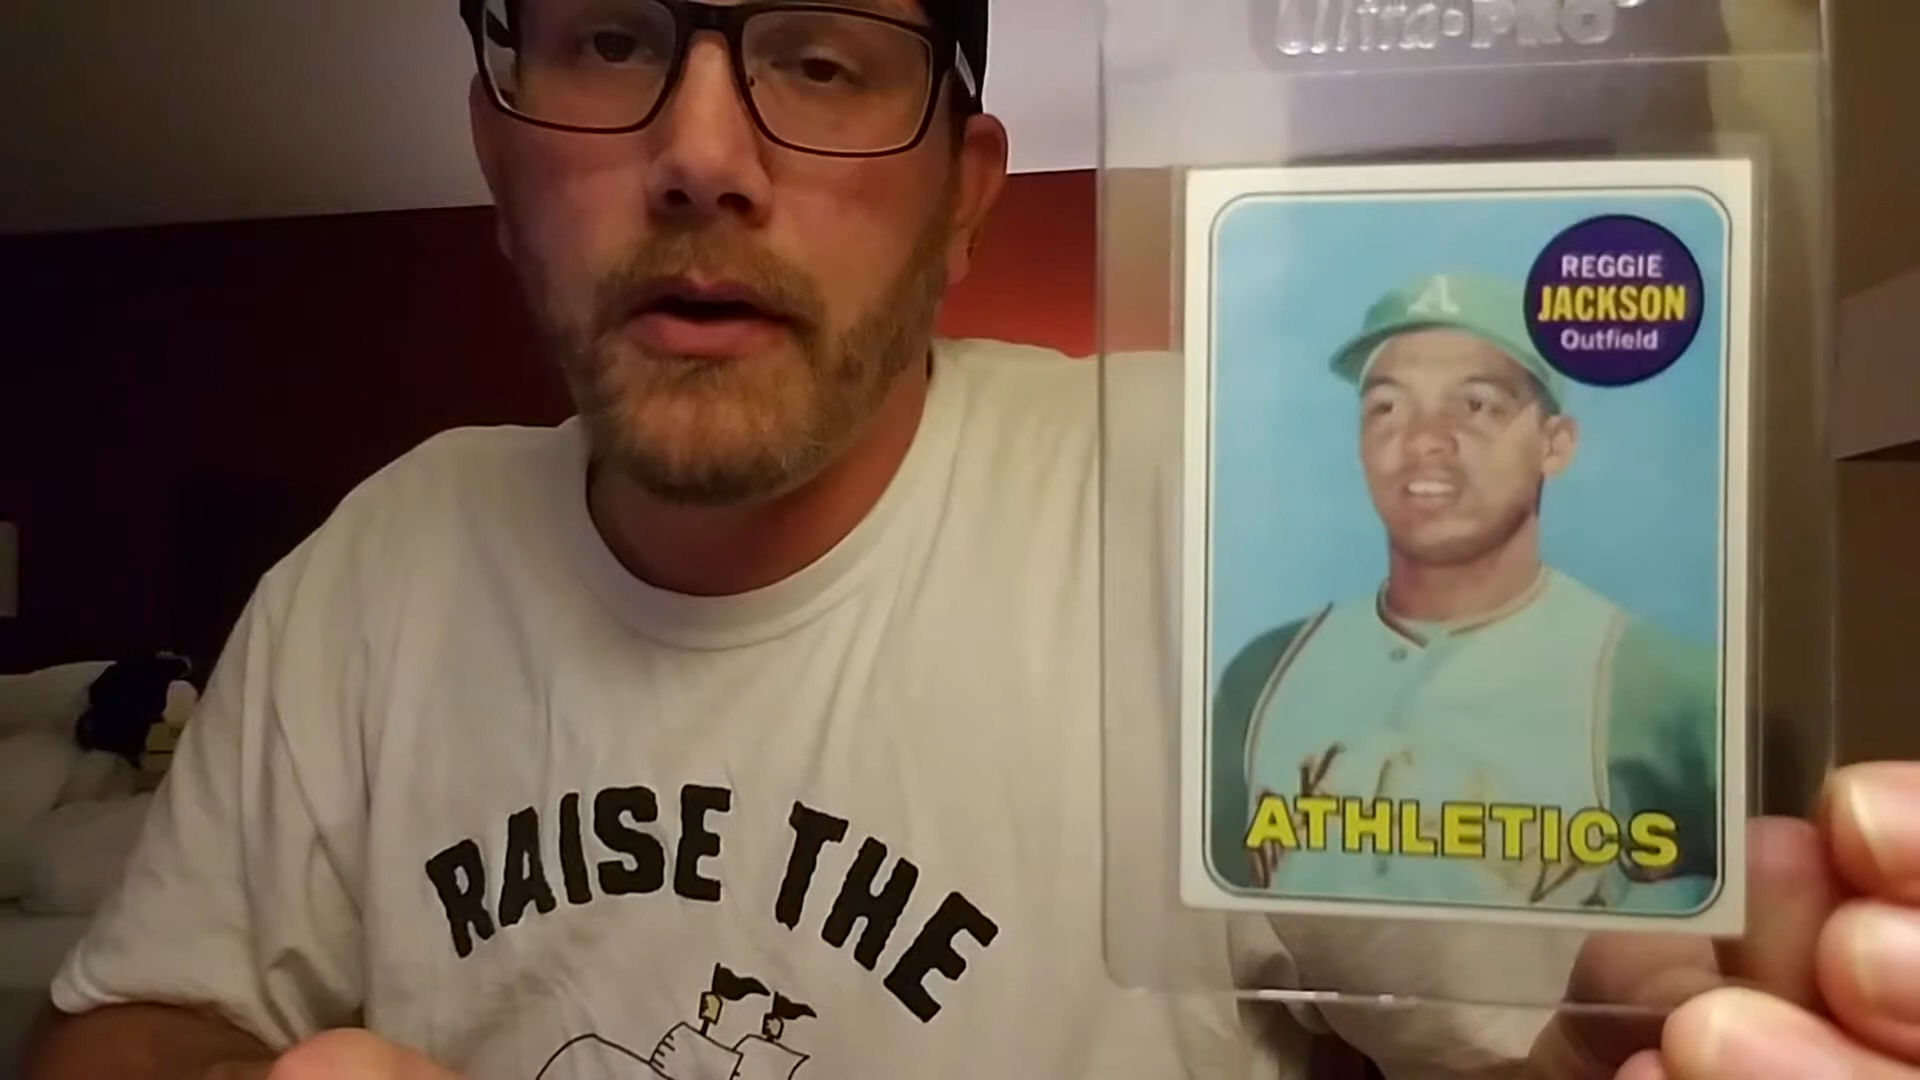 Ultra·PRO
REGGIE
JACKSON
Outfield
A
ATHLETICS
RAISE THE